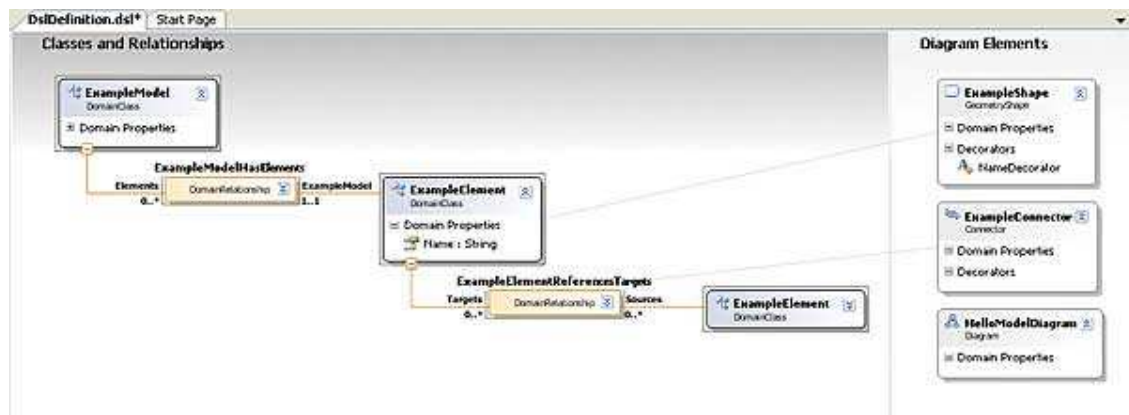 DslDefinition.dsl* Start Page
Classes and Relationships
ExampleModel
DomainClass
Domain Properties
ExampleModelHasElements
Elements
0..*
DomainRelationship
ExampleModel
1..1
ExampleElement
DomainClass
Domain Properties
Name : String
ExampleElementReferencesTargets
Targets
0..*
DomainRelationship
Sources
0..*
ExampleElement
DomainClass
Diagram Elements
ExampleShape
GeometryShape
Domain Properties
Decorators
NameDecorator
ExampleConnector
Connector
Domain Properties
Decorators
HelloModelDiagram
Diagram
Domain Properties